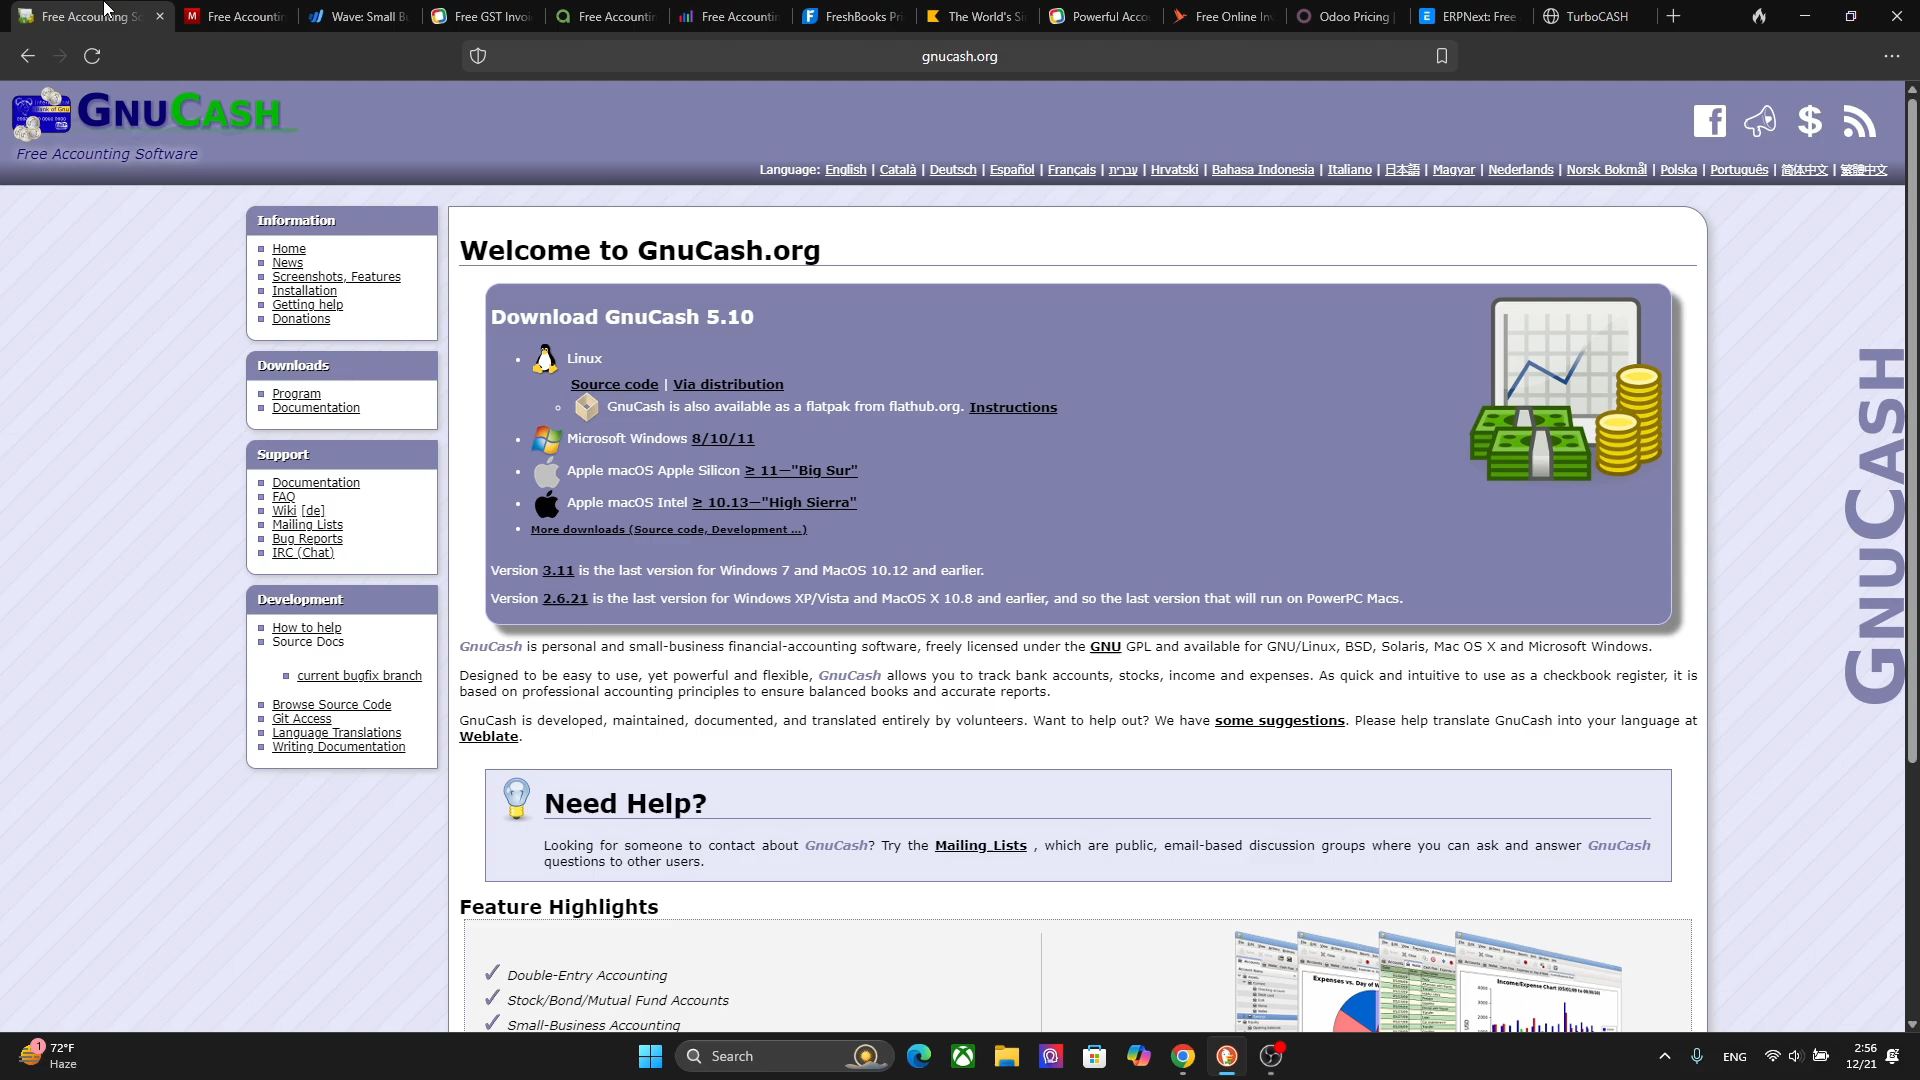 Free Accounting So
Free Accountin
Wave: Small Bu
Free GST Invoi
Free Accountin
Free Accountin
FreshBooks Pri
The World's Si
Powerful Acco
Free Online Inv
Odoo Pricing |
ERPNext: Free
TurboCASH
gnucash.org
GNUCASH
Free Accounting Software
Language: English | Català | Deutsch | Español | Français | עברית | Hrvatski | Bahasa Indonesia | Italiano | 日本語 | Magyar | Nederlands | Norsk Bokmål | Polska | Português | 简体中文 | 繁體中文
Information
Home
News
Screenshots, Features
Installation
Getting help
Donations
Downloads
Program
Documentation
Support
Documentation
FAQ
Wiki [de]
Mailing Lists
Bug Reports
IRC (Chat)
Development
How to help
Source Docs
current bugfix branch
Browse Source Code
Git Access
Language Translations
Writing Documentation
Welcome to GnuCash.org
Download GnuCash 5.10
Linux
Source code | Via distribution
GnuCash is also available as a flatpak from flathub.org. Instructions
Microsoft Windows 8/10/11
Apple macOS Apple Silicon ≥ 11—"Big Sur"
Apple macOS Intel ≥ 10.13—"High Sierra"
More downloads (Source code, Development ...)
Version 3.11 is the last version for Windows 7 and MacOS 10.12 and earlier.
Version 2.6.21 is the last version for Windows XP/Vista and MacOS X 10.8 and earlier, and so the last version that will run on PowerPC Macs.
GnuCash is personal and small-business financial-accounting software, freely licensed under the GNU GPL and available for GNU/Linux, BSD, Solaris, Mac OS X and Microsoft Windows.
Designed to be easy to use, yet powerful and flexible, GnuCash allows you to track bank accounts, stocks, income and expenses. As quick and intuitive to use as a checkbook register, it is
based on professional accounting principles to ensure balanced books and accurate reports.
GnuCash is developed, maintained, documented, and translated entirely by volunteers. Want to help out? We have some suggestions. Please help translate GnuCash into your language at
Weblate.
Need Help?
Looking for someone to contact about GnuCash? Try the Mailing Lists , which are public, email-based discussion groups where you can ask and answer GnuCash
questions to other users.
Feature Highlights
✓ Double-Entry Accounting
✓ Stock/Bond/Mutual Fund Accounts
✓ Small-Business Accounting
Expenses vs. Day of W
Income/Expense Chart
GNUCASH
1
72°F
Haze
Search
ENG
2:56
12/21